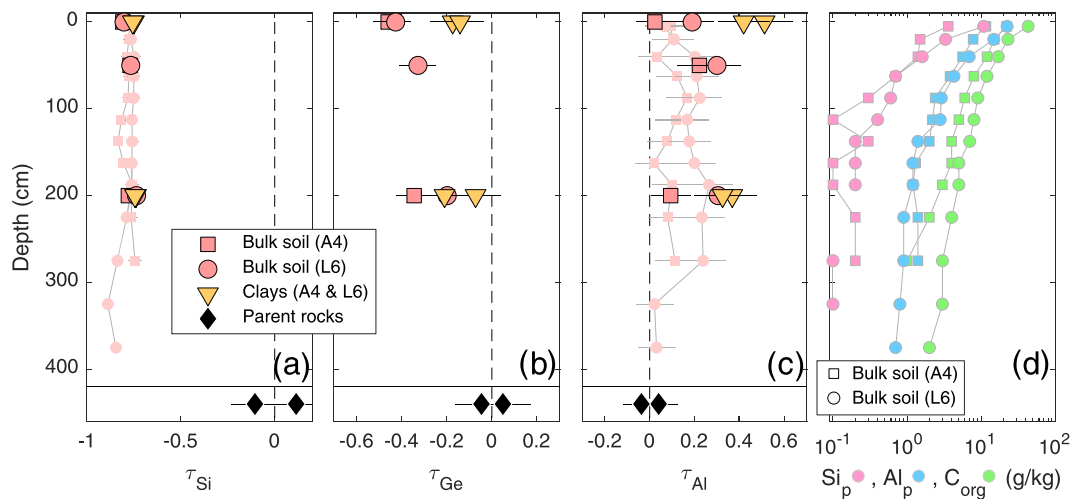 0
100
200
300
400
Depth (cm)
Bulk soil (A4)
Bulk soil (L6)
Clays (A4 & L6)
Parent rocks
(a)
(b)
(c)
(d)
Bulk soil (A4)
Bulk soil (L6)
-1 -0.5 0
-0.6 -0.4 -0.2 0 0.2
-0.2 0 0.2 0.4 0.6
10⁻¹ 10⁰ 10¹ 10²
τSi
τGe
τAl
Sip , Alp , Corg (g/kg)